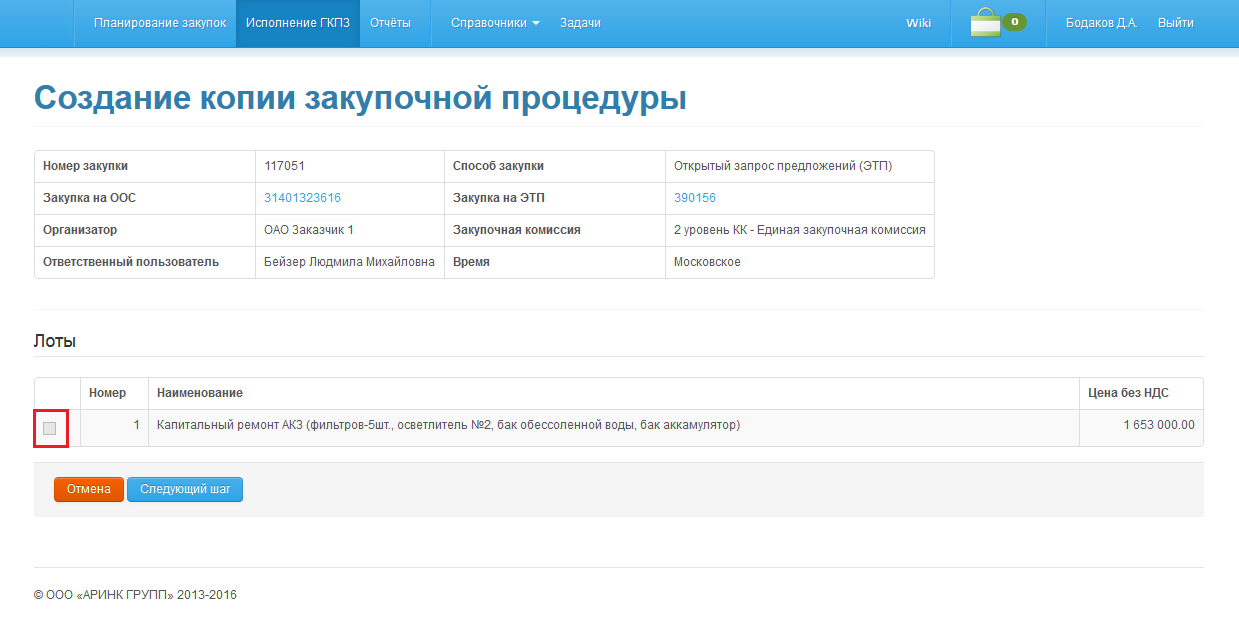 Планирование закупок Исполнение ГКПЗ Отчёты Справочники Задачи Wiki 0 Бодаков Д.А. Выйти
Создание копии закупочной процедуры
Номер закупки 117051 Способ закупки Открытый запрос предложений (ЭТП)
Закупка на ООС 31401323616 Закупка на ЭТП 390156
Организатор ОАО Заказчик 1 Закупочная комиссия 2 уровень КК - Единая закупочная комиссия
Ответственный пользователь Бейзер Людмила Михайловна Время Московское
Лоты
Номер Наименование Цена без НДС
1 Капитальный ремонт АКЗ (фильтров-5шт., осветлитель №2, бак обессоленной воды, бак аккамулятор) 1 653 000.00
Отмена Следующий шаг
© ООО «АРИНК ГРУПП» 2013-2016